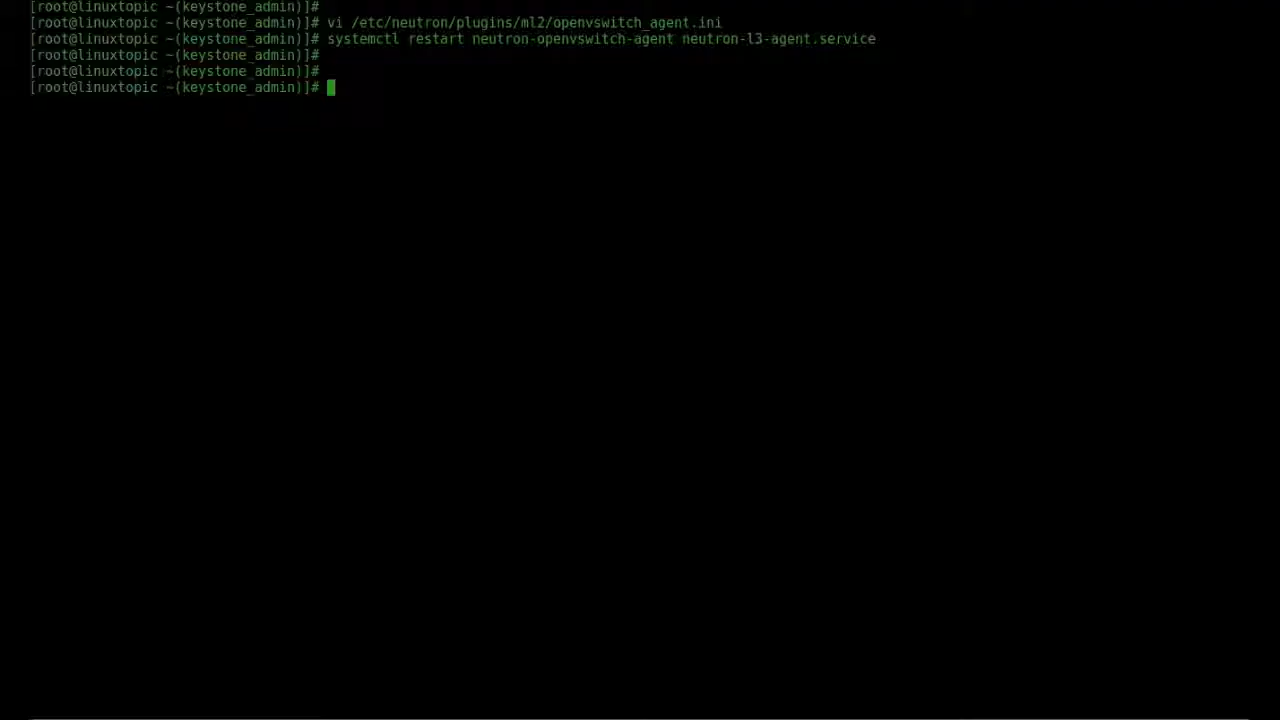 [root@linuxtopic ~(keystone_admin)]#
[root@linuxtopic ~(keystone_admin)]# vi /etc/neutron/plugins/ml2/openvswitch_agent.ini
[root@linuxtopic ~(keystone_admin)]# systemctl restart neutron-openvswitch-agent neutron-l3-agent.service
[root@linuxtopic ~(keystone_admin)]#
[root@linuxtopic ~(keystone_admin)]#
[root@linuxtopic ~(keystone_admin)]#